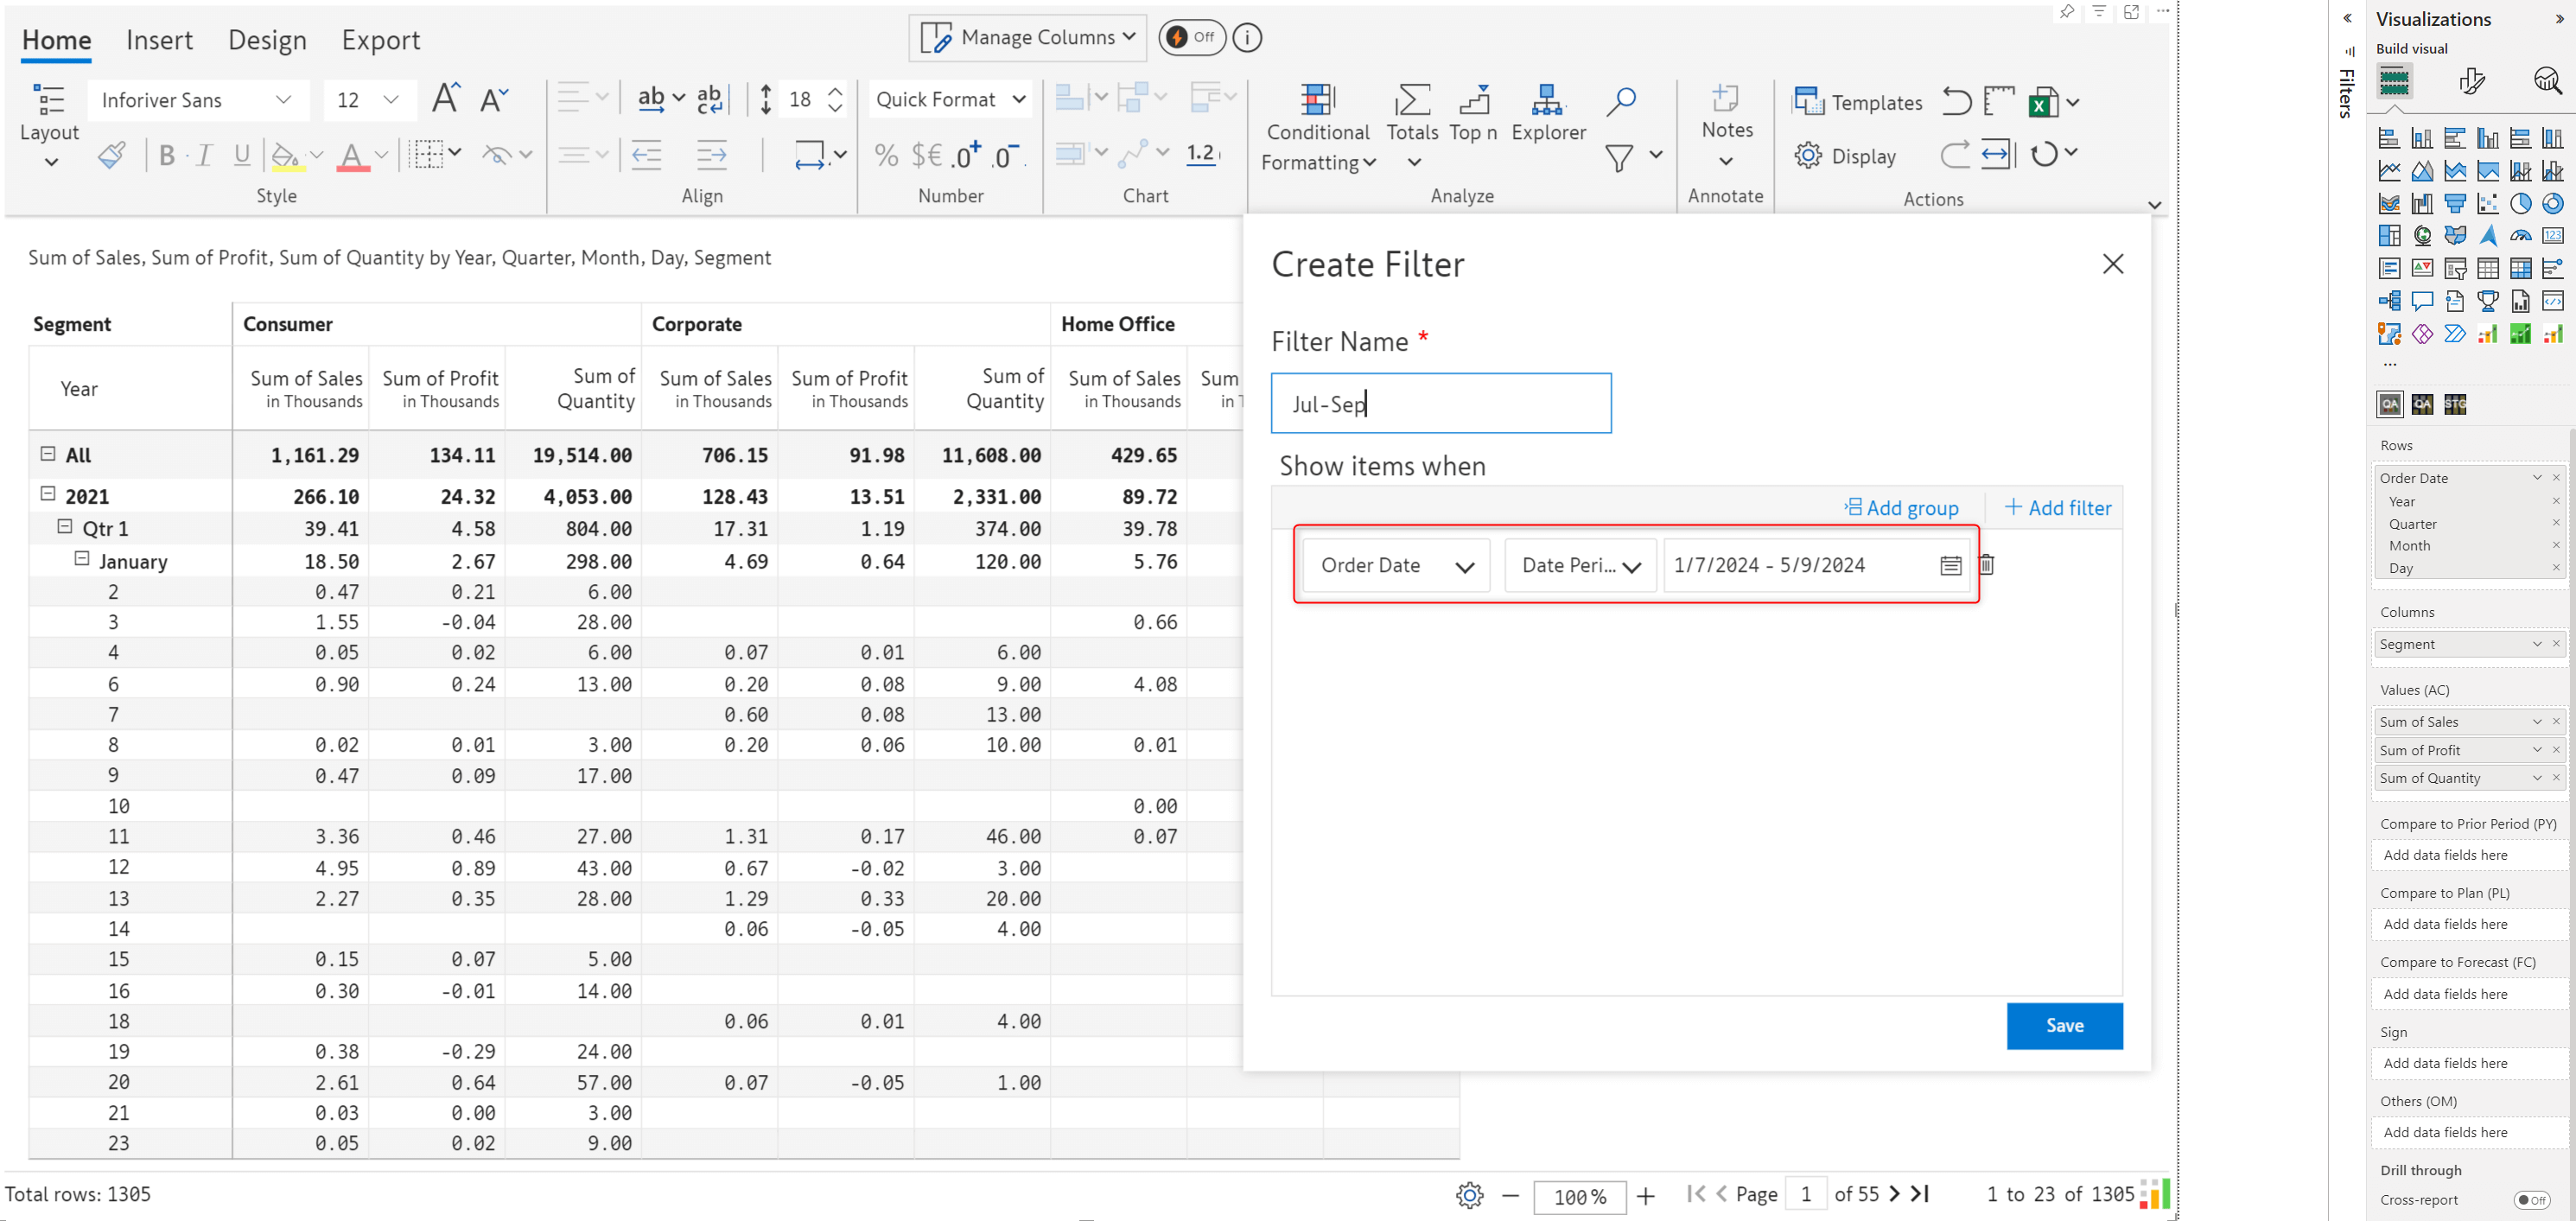 Home Insert Design Export
Manage Columns Off
Inforiver Sans 12 18 Quick Format
Layout
Conditional Formatting Totals Top n Explorer
Notes
Templates
Display
B I U A % $€ .0+ .0- 1.2
Style Align Number Chart Analyze Annotate Actions
Sum of Sales, Sum of Profit, Sum of Quantity by Year, Quarter, Month, Day, Segment
Segment Consumer Corporate Home Office
Year Sum of Sales in Thousands Sum of Profit in Thousands Sum of Quantity Sum of Sales in Thousands Sum of Profit in Thousands Sum of Quantity Sum of Sales in Thousands Sum
All 1,161.29 134.11 19,514.00 706.15 91.98 11,608.00 429.65
2021 266.10 24.32 4,053.00 128.43 13.51 2,331.00 89.72
Qtr 1 39.41 4.58 804.00 17.31 1.19 374.00 39.78
January 18.50 2.67 298.00 4.69 0.64 120.00 5.76
2 0.47 0.21 6.00
3 1.55 -0.04 28.00 0.66
4 0.05 0.02 6.00 0.07 0.01 6.00
6 0.90 0.24 13.00 0.20 0.08 9.00 4.08
7 0.60 0.08 13.00
8 0.02 0.01 3.00 0.20 0.06 10.00 0.01
9 0.47 0.09 17.00
10 0.00
11 3.36 0.46 27.00 1.31 0.17 46.00 0.07
12 4.95 0.89 43.00 0.67 -0.02 3.00
13 2.27 0.35 28.00 1.29 0.33 20.00
14 0.06 -0.05 4.00
15 0.15 0.07 5.00
16 0.30 -0.01 14.00
18 0.06 0.01 4.00
19 0.38 -0.29 24.00
20 2.61 0.64 57.00 0.07 -0.05 1.00
21 0.03 0.00 3.00
23 0.05 0.02 9.00
Total rows: 1305
100 %
Page 1 of 55
1 to 23 of 1305
Create Filter
Filter Name *
Jul-Sep
Show items when
Add group + Add filter
Order Date Date Peri... 1/7/2024 - 5/9/2024
Save
Filters
Visualizations
Build visual
123
...
QA QA STG
Rows
Order Date
Year
Quarter
Month
Day
Columns
Segment
Values (AC)
Sum of Sales
Sum of Profit
Sum of Quantity
Compare to Prior Period (PY)
Add data fields here
Compare to Plan (PL)
Add data fields here
Compare to Forecast (FC)
Add data fields here
Sign
Add data fields here
Others (OM)
Add data fields here
Drill through
Cross-report Off